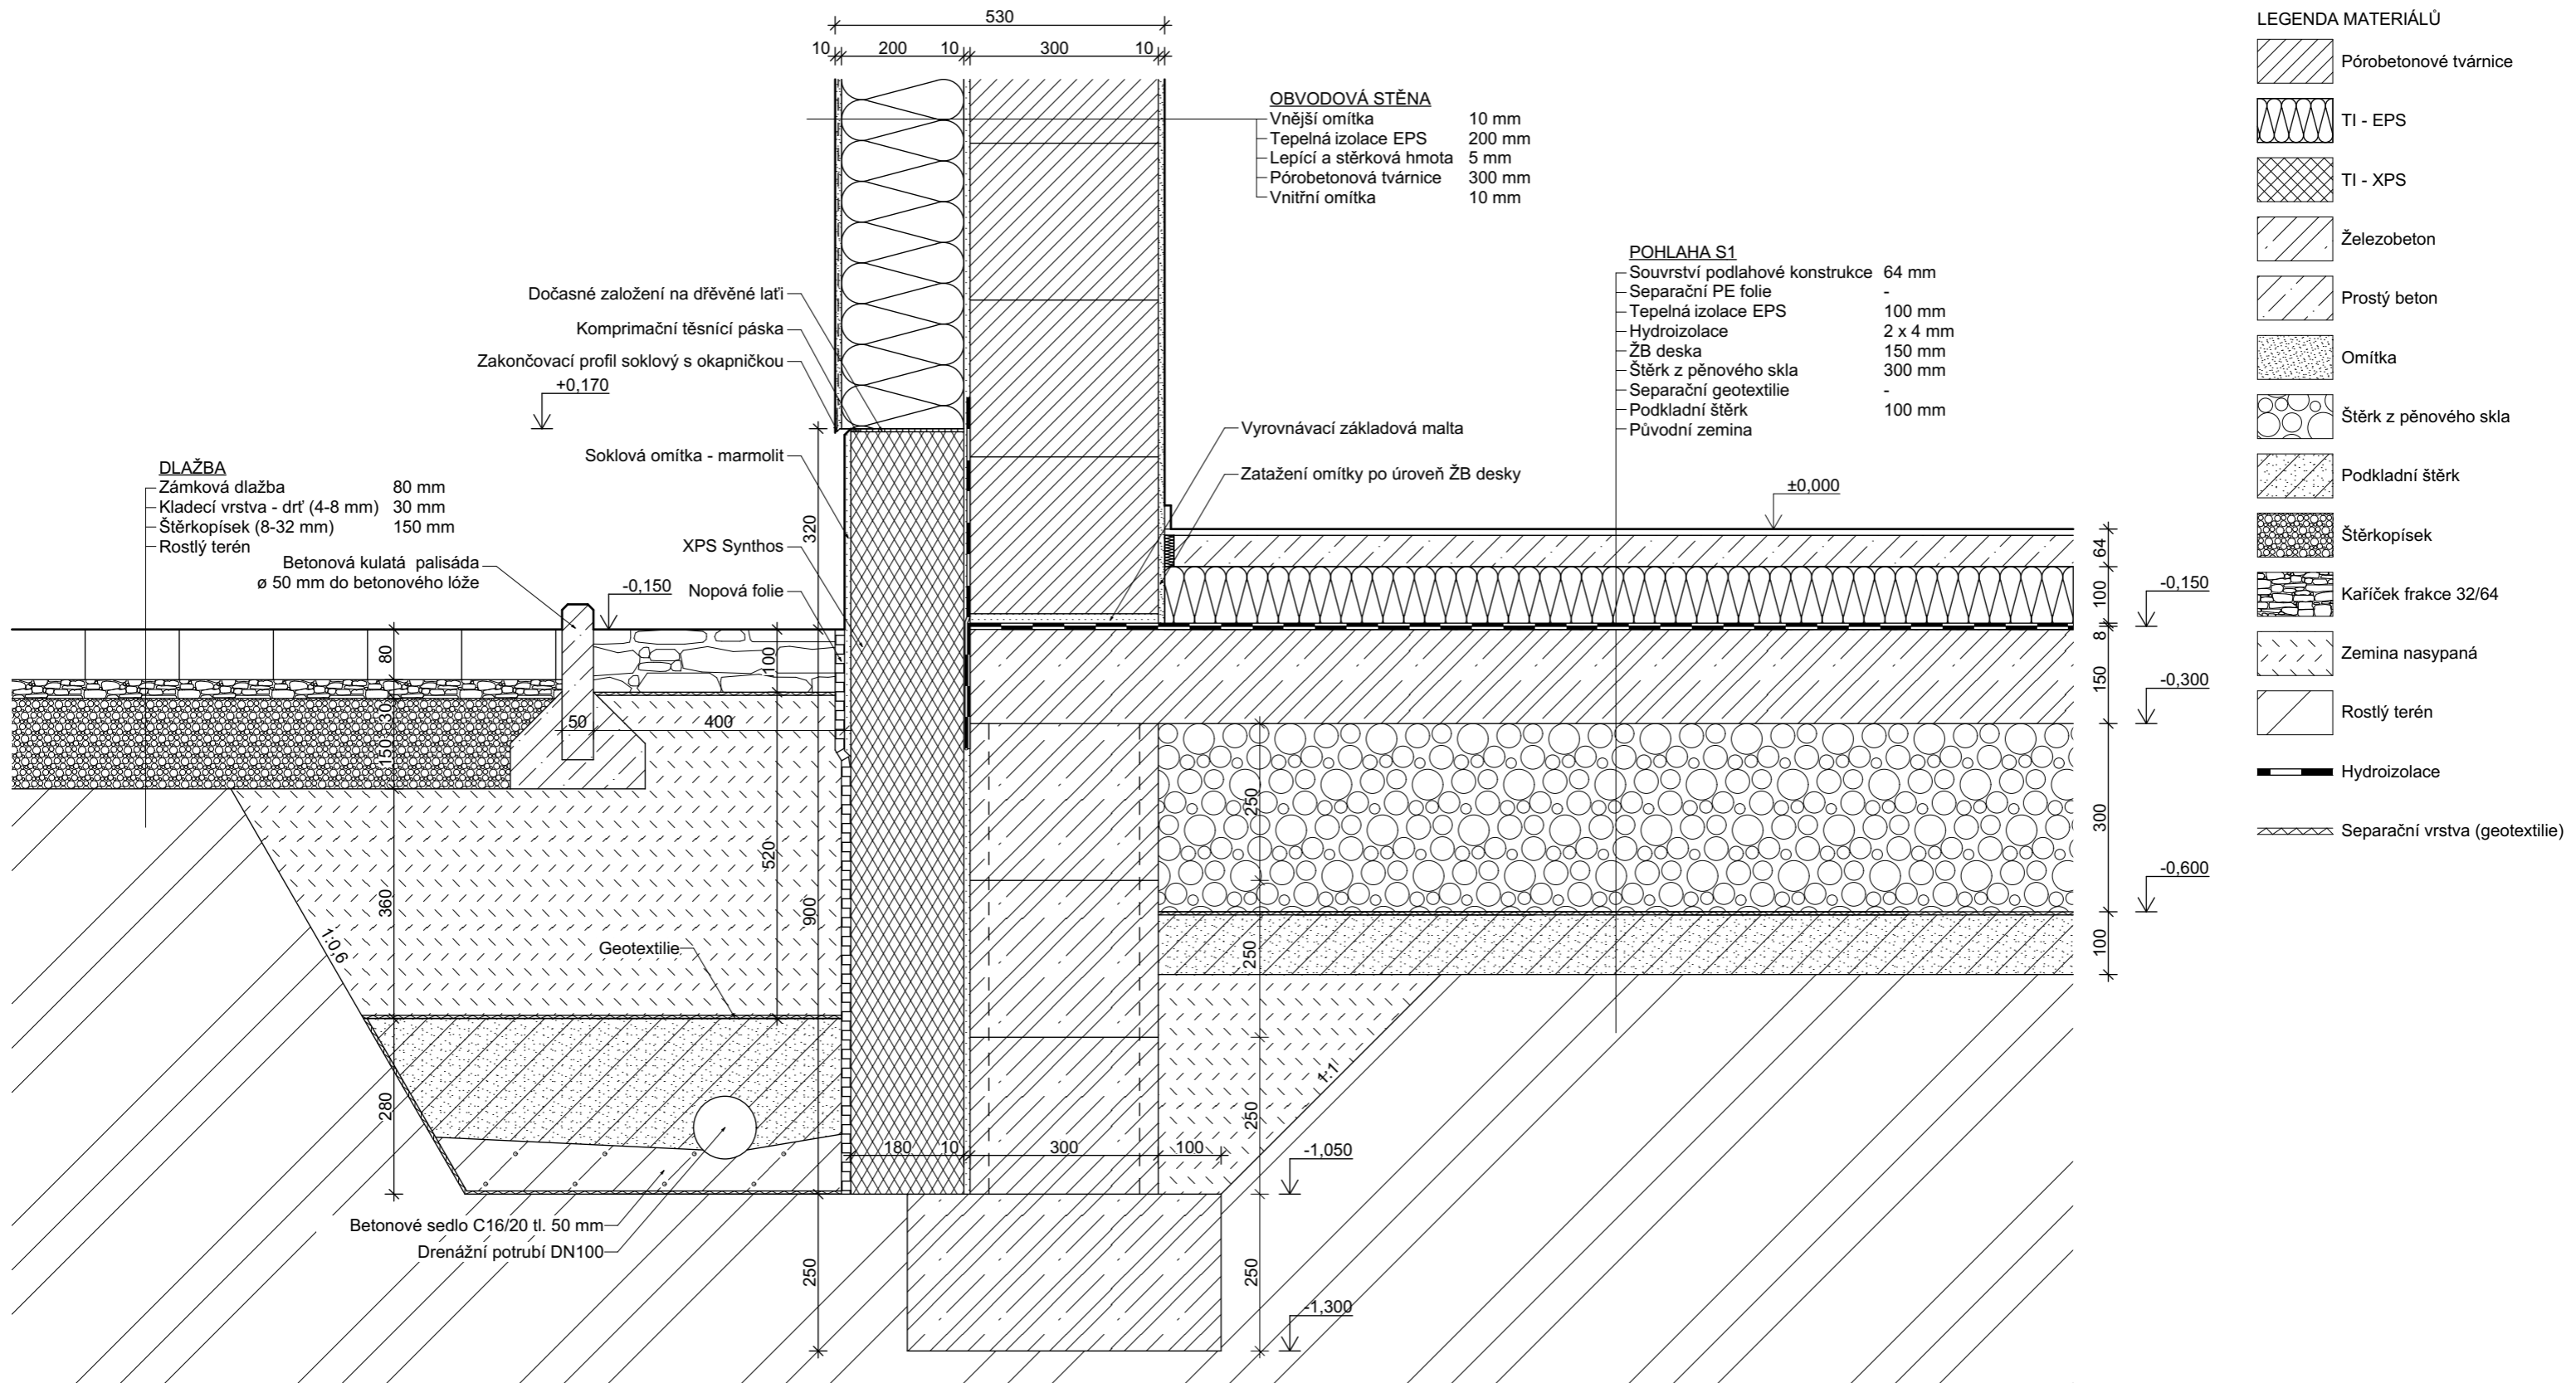 530
10 200 10 300 10
OBVODOVÁ STĚNA
Vnější omítka 10 mm
Tepelná izolace EPS 200 mm
Lepící a stěrková hmota 5 mm
Pórobetonová tvárnice 300 mm
Vnitřní omítka 10 mm
POHLAHA S1
Souvrství podlahové konstrukce 64 mm
Separační PE folie -
Tepelná izolace EPS 100 mm
Hydroizolace 2 x 4 mm
ŽB deska 150 mm
Štěrk z pěnového skla 300 mm
Separační geotextilie -
Podkladní štěrk 100 mm
Původní zemina
Dočasné založení na dřěvěné laťi
Komprimační těsnící páska
Zakončovací profil soklový s okapničkou
+0,170
Soklová omítka - marmolit
XPS Synthos
Nopová folie
-0,150
DLAŽBA
Zámková dlažba 80 mm
Kladecí vrstva - drť (4-8 mm) 30 mm
Štěrkopísek (8-32 mm) 150 mm
Rostlý terén
Betonová kulatá palisáda
ø 50 mm do betonového lóže
Vyrovnávací základová malta
Zatažení omítky po úroveň ŽB desky
±0,000
320
64
100
8
150
300
100
-0,150
-0,300
-0,600
80
30
150
360
280
100
520
50 400
900
250
1:0,6
Geotextilie
250
250
250
250
1:1
180 10 300 100
-1,050
-1,300
Betonové sedlo C16/20 tl. 50 mm
Drenážní potrubí DN100
LEGENDA MATERIÁLŮ
Pórobetonové tvárnice
TI - EPS
TI - XPS
Železobeton
Prostý beton
Omítka
Štěrk z pěnového skla
Podkladní štěrk
Štěrkopísek
Kaříček frakce 32/64
Zemina nasypaná
Rostlý terén
Hydroizolace
Separační vrstva (geotextilie)